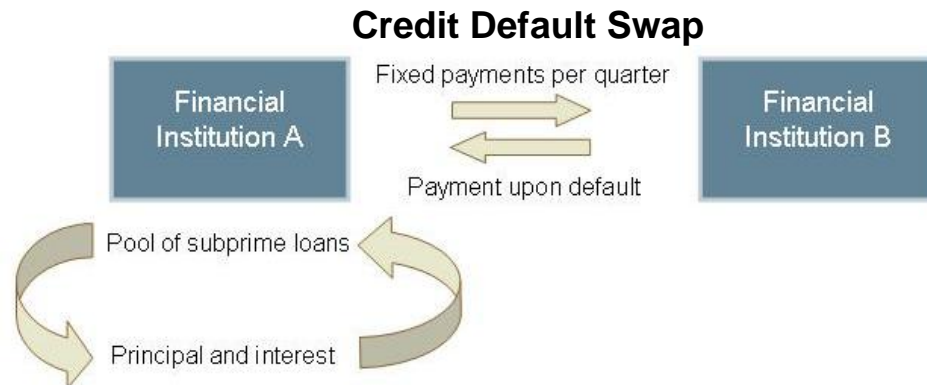 Credit Default Swap
Fixed payments per quarter
Financial
Institution A
Financial
Institution B
Payment upon default
Pool of subprime loans
Principal and interest